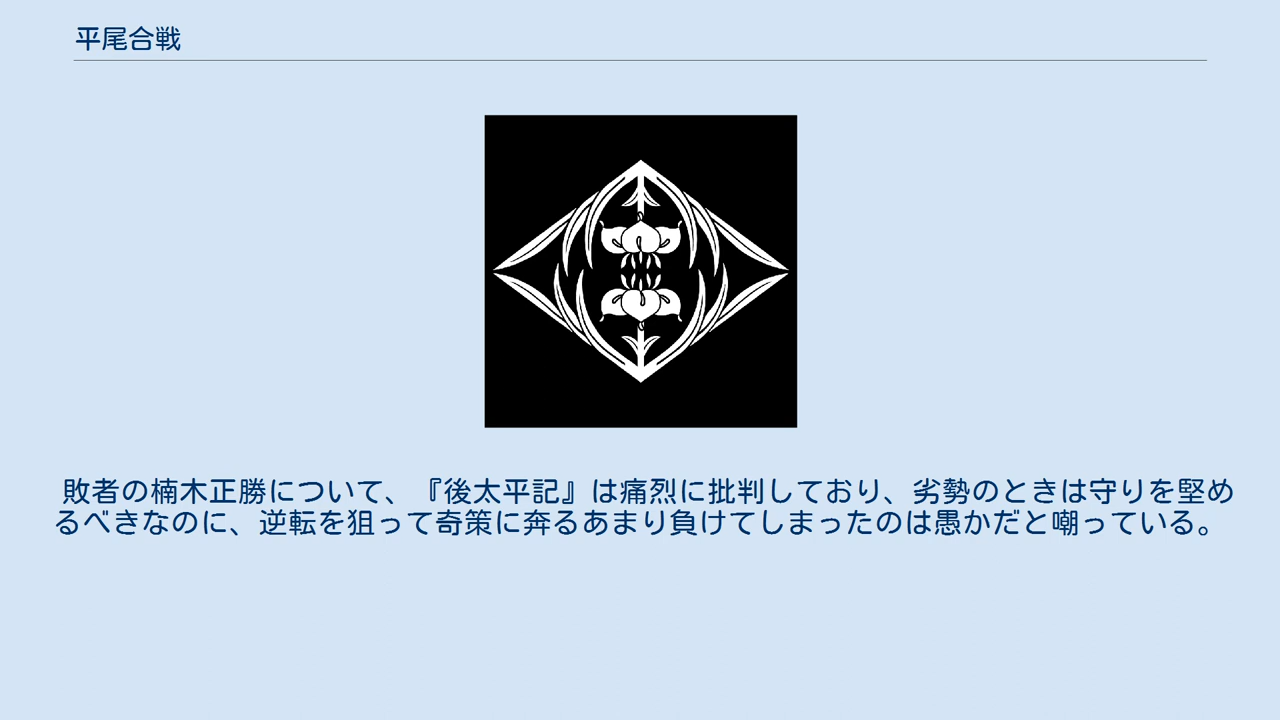 平尾合戦
敗者の楠木正勝について、『後太平記』は痛烈に批判しており、劣勢のときは守りを堅め
るべきなのに、逆転を狙って奇策に奔るあまり負けてしまったのは愚かだと嘲っている。